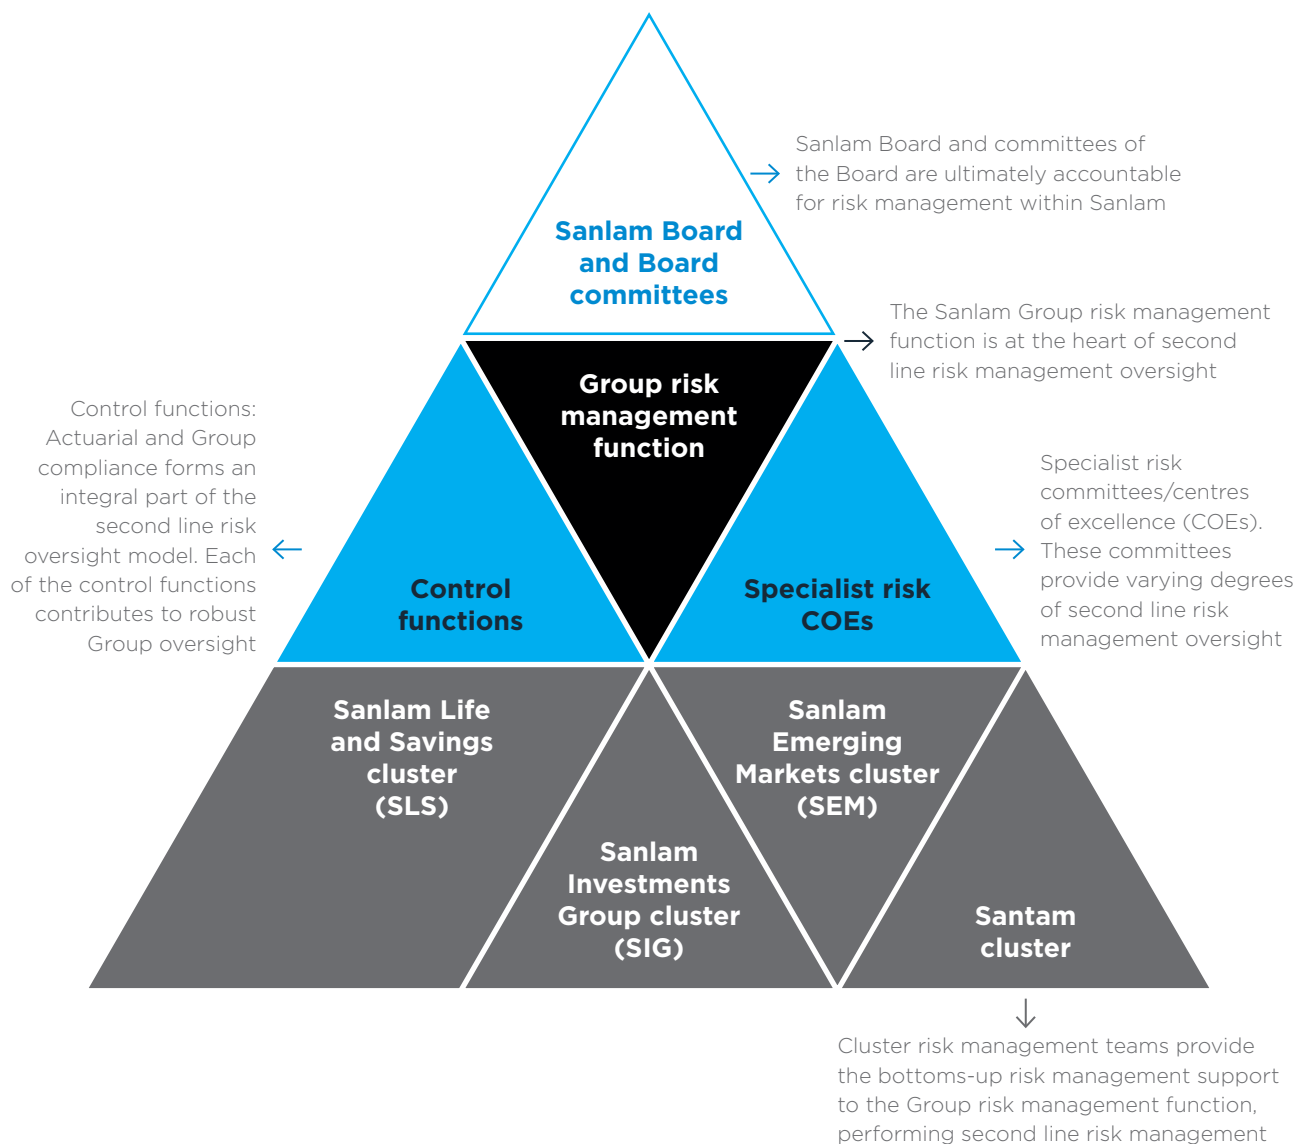 Sanlam Board and committees of
the Board are ultimately accountable
for risk management within Sanlam
Sanlam Board
and Board
committees
The Sanlam Group risk management
function is at the heart of second
line risk management oversight
Group risk
management
function
Control functions:
Actuarial and Group
compliance forms an
integral part of the
second line risk
oversight model. Each
of the control functions
contributes to robust
Group oversight
Specialist risk
committees/centres
of excellence (COEs).
These committees
provide varying degrees
of second line risk
management oversight
Control
functions
Specialist risk
COEs
Sanlam Life
and Savings
cluster
(SLS)
Sanlam
Emerging
Markets cluster
(SEM)
Sanlam
Investments
Group cluster
(SIG)
Santam
cluster
Cluster risk management teams provide
the bottoms-up risk management support
to the Group risk management function,
performing second line risk management